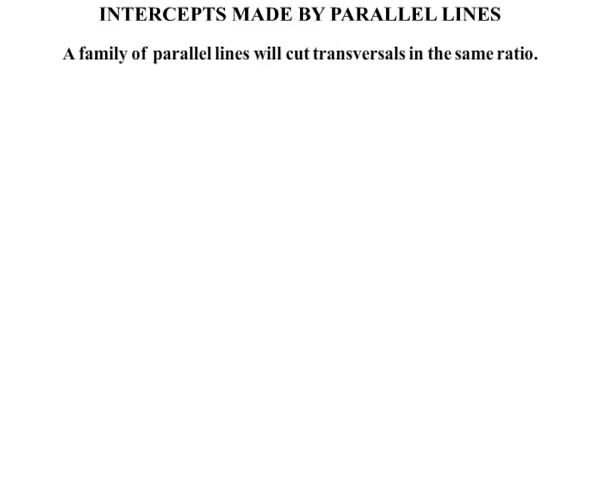 INTERCEPTS MADE BY PARALLEL LINES
A family of parallel lines will cut transversals in the same ratio.